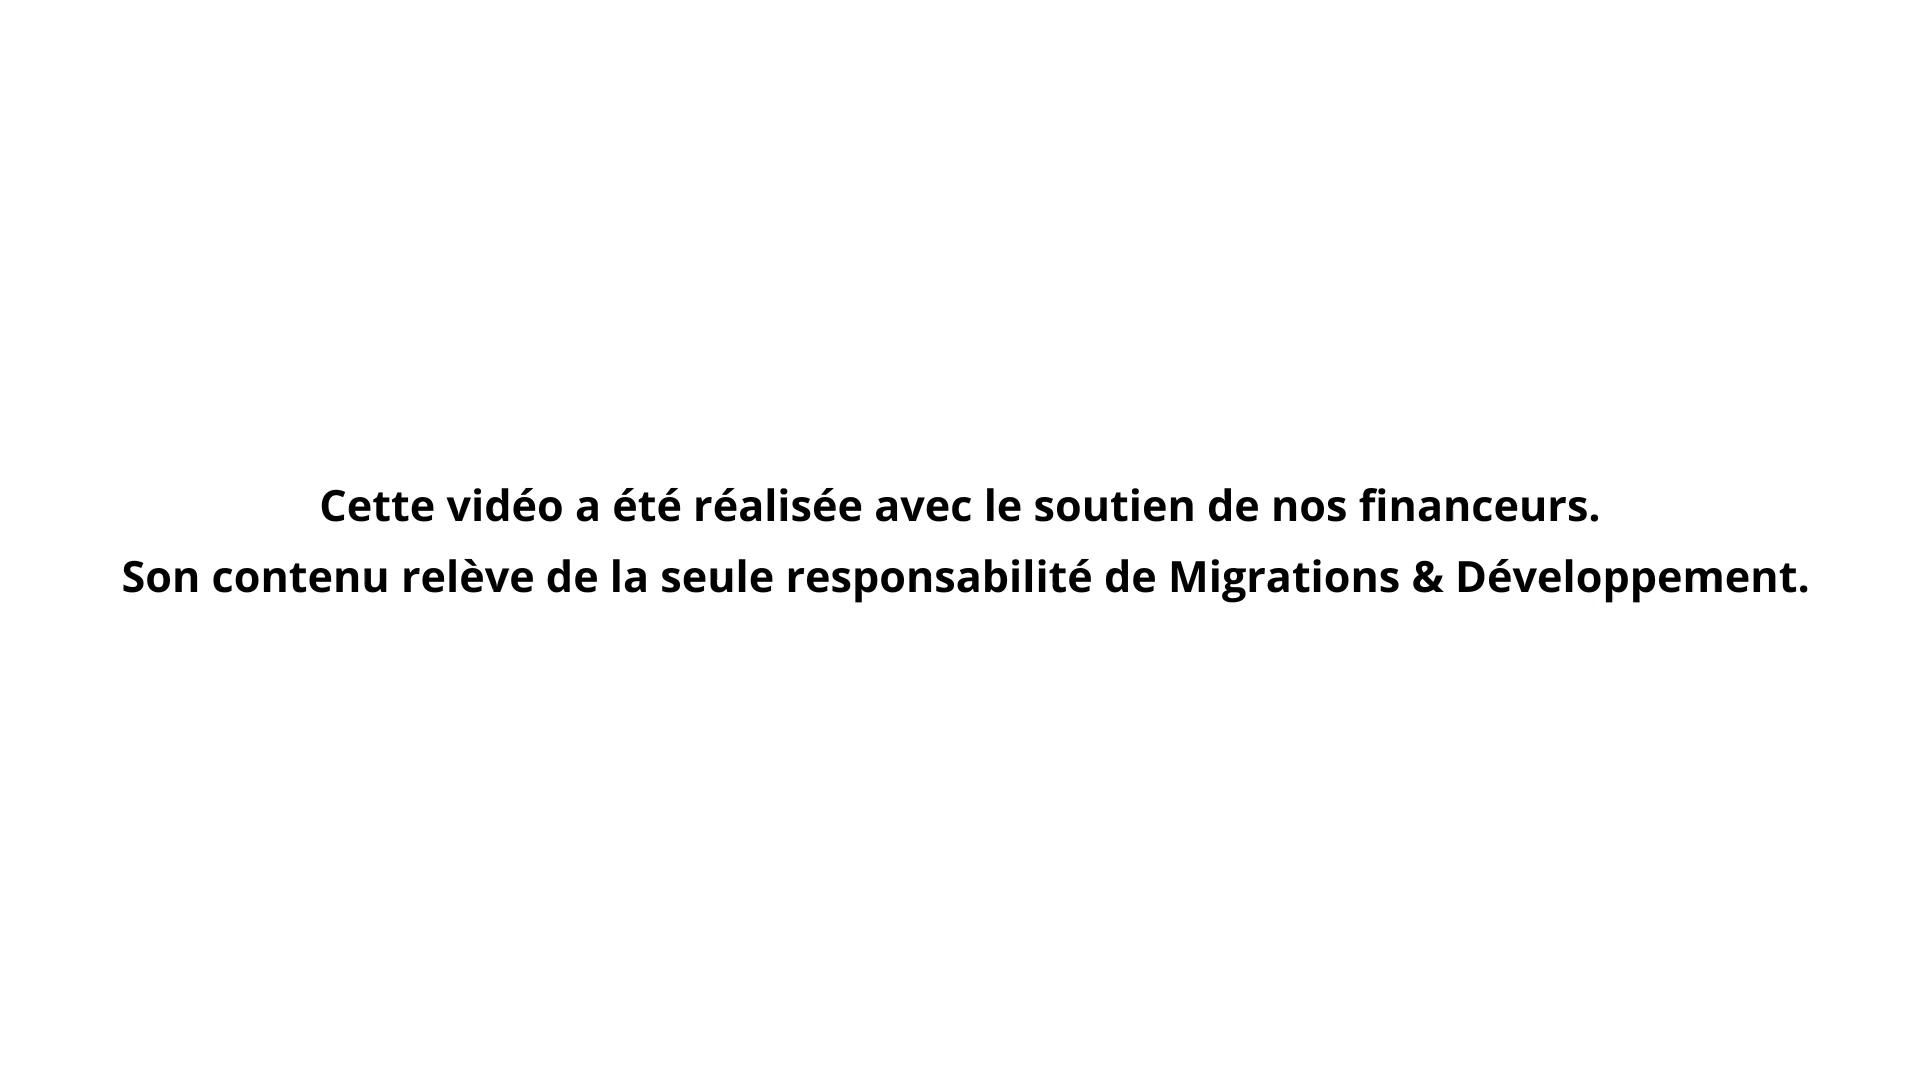 Cette vidéo a été réalisée avec le soutien de nos financeurs.
Son contenu relève de la seule responsabilité de Migrations & Développement.